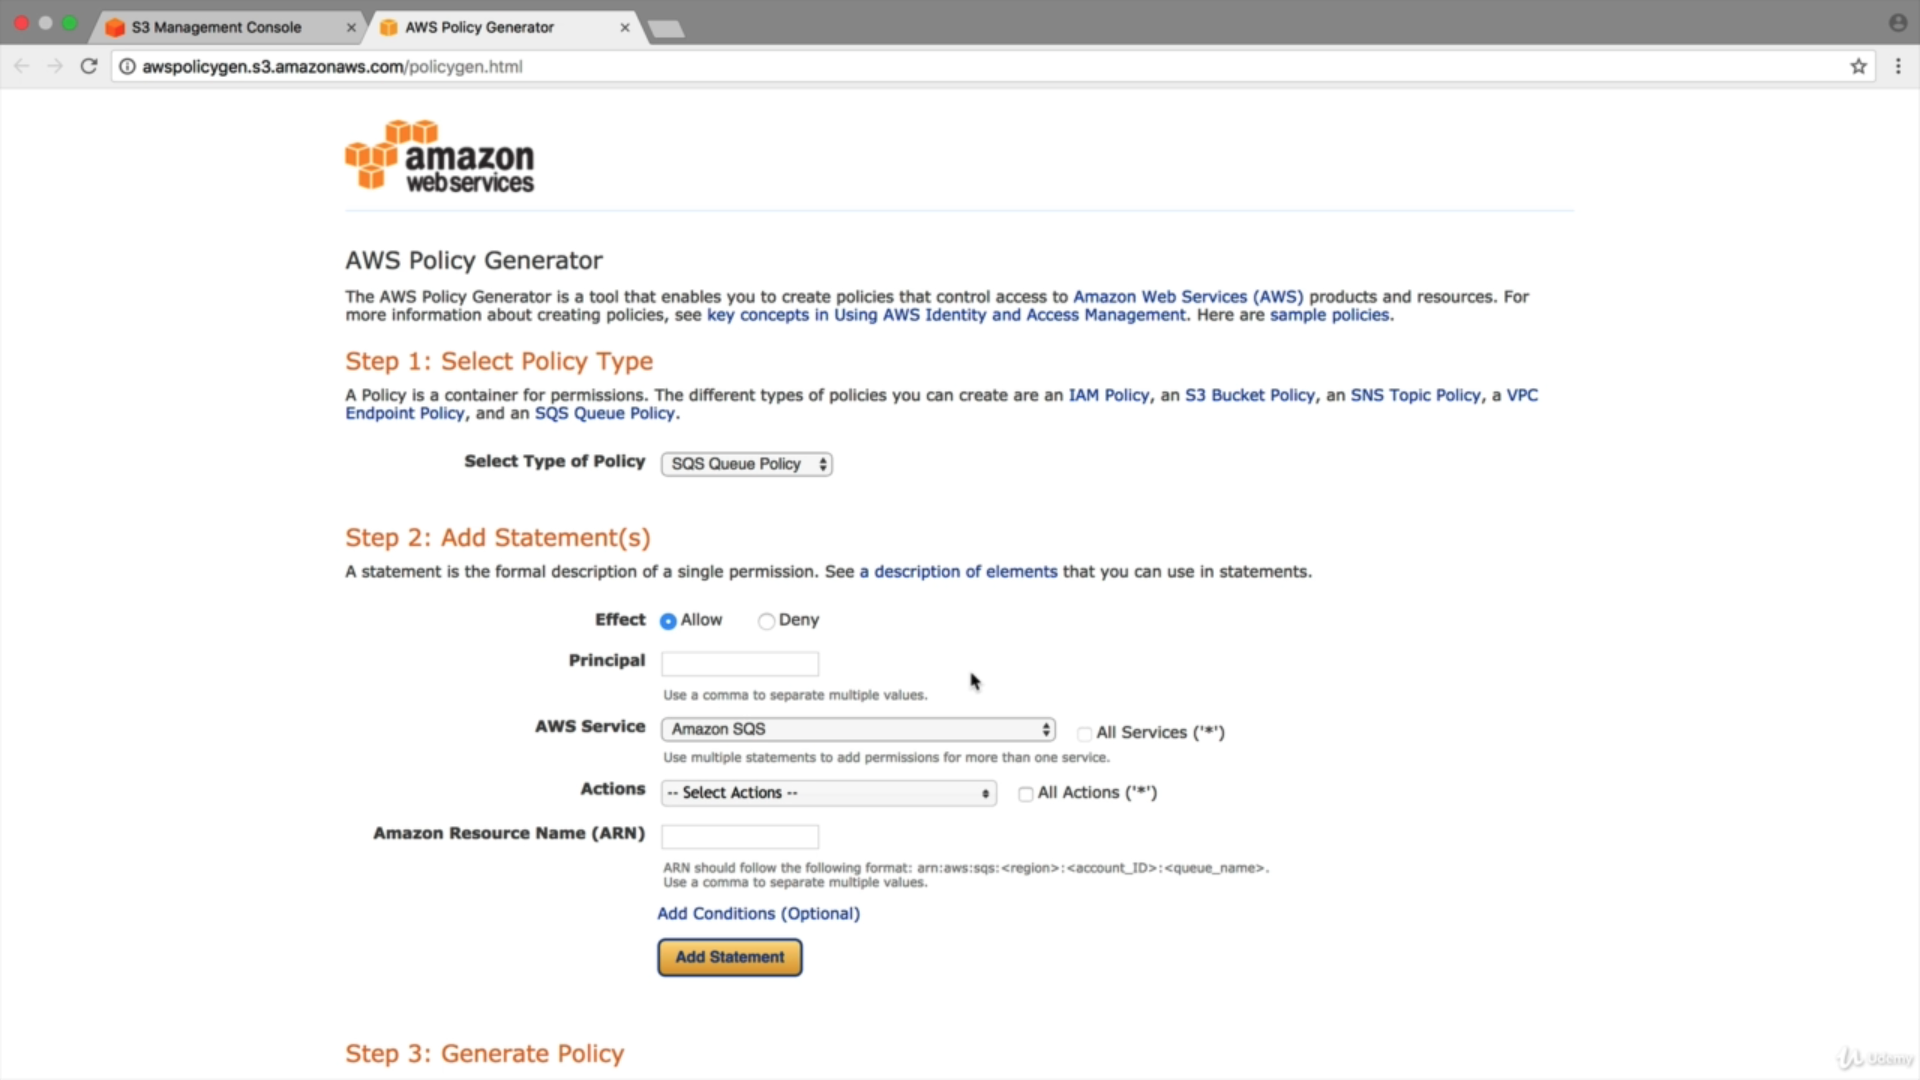 S3 Management Console
AWS Policy Generator
awspolicygen.s3.amazonaws.com/policygen.html
amazon
webservices
AWS Policy Generator
The AWS Policy Generator is a tool that enables you to create policies that control access to Amazon Web Services (AWS) products and resources. For
more information about creating policies, see key concepts in Using AWS Identity and Access Management. Here are sample policies.
Step 1: Select Policy Type
A Policy is a container for permissions. The different types of policies you can create are an IAM Policy, an S3 Bucket Policy, an SNS Topic Policy, a VPC
Endpoint Policy, and an SQS Queue Policy.
Select Type of Policy SQS Queue Policy
Step 2: Add Statement(s)
A statement is the formal description of a single permission. See a description of elements that you can use in statements.
Effect Allow Deny
Principal
Use a comma to separate multiple values.
AWS Service Amazon SQS All Services ('*')
Use multiple statements to add permissions for more than one service.
Actions -- Select Actions -- All Actions ('*')
Amazon Resource Name (ARN)
ARN should follow the following format: arn:aws:sqs:<region>:<account_ID>:<queue_name>.
Use a comma to separate multiple values.
Add Conditions (Optional)
Add Statement
Step 3: Generate Policy
Udemy